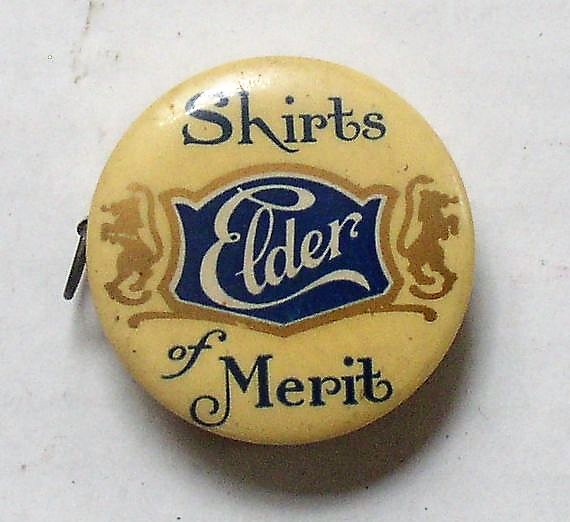 Shirts
Elder
of Merit